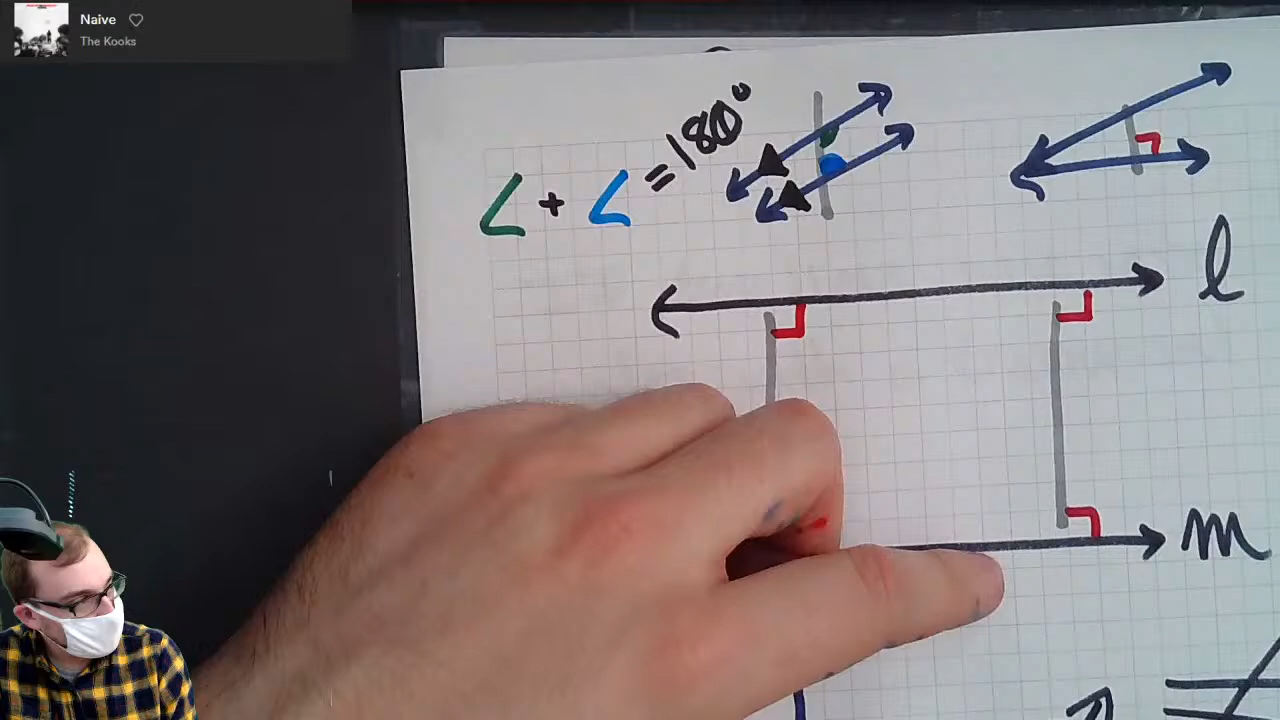 Naive
The Kooks
∠ + ∠ = 180°
l
m